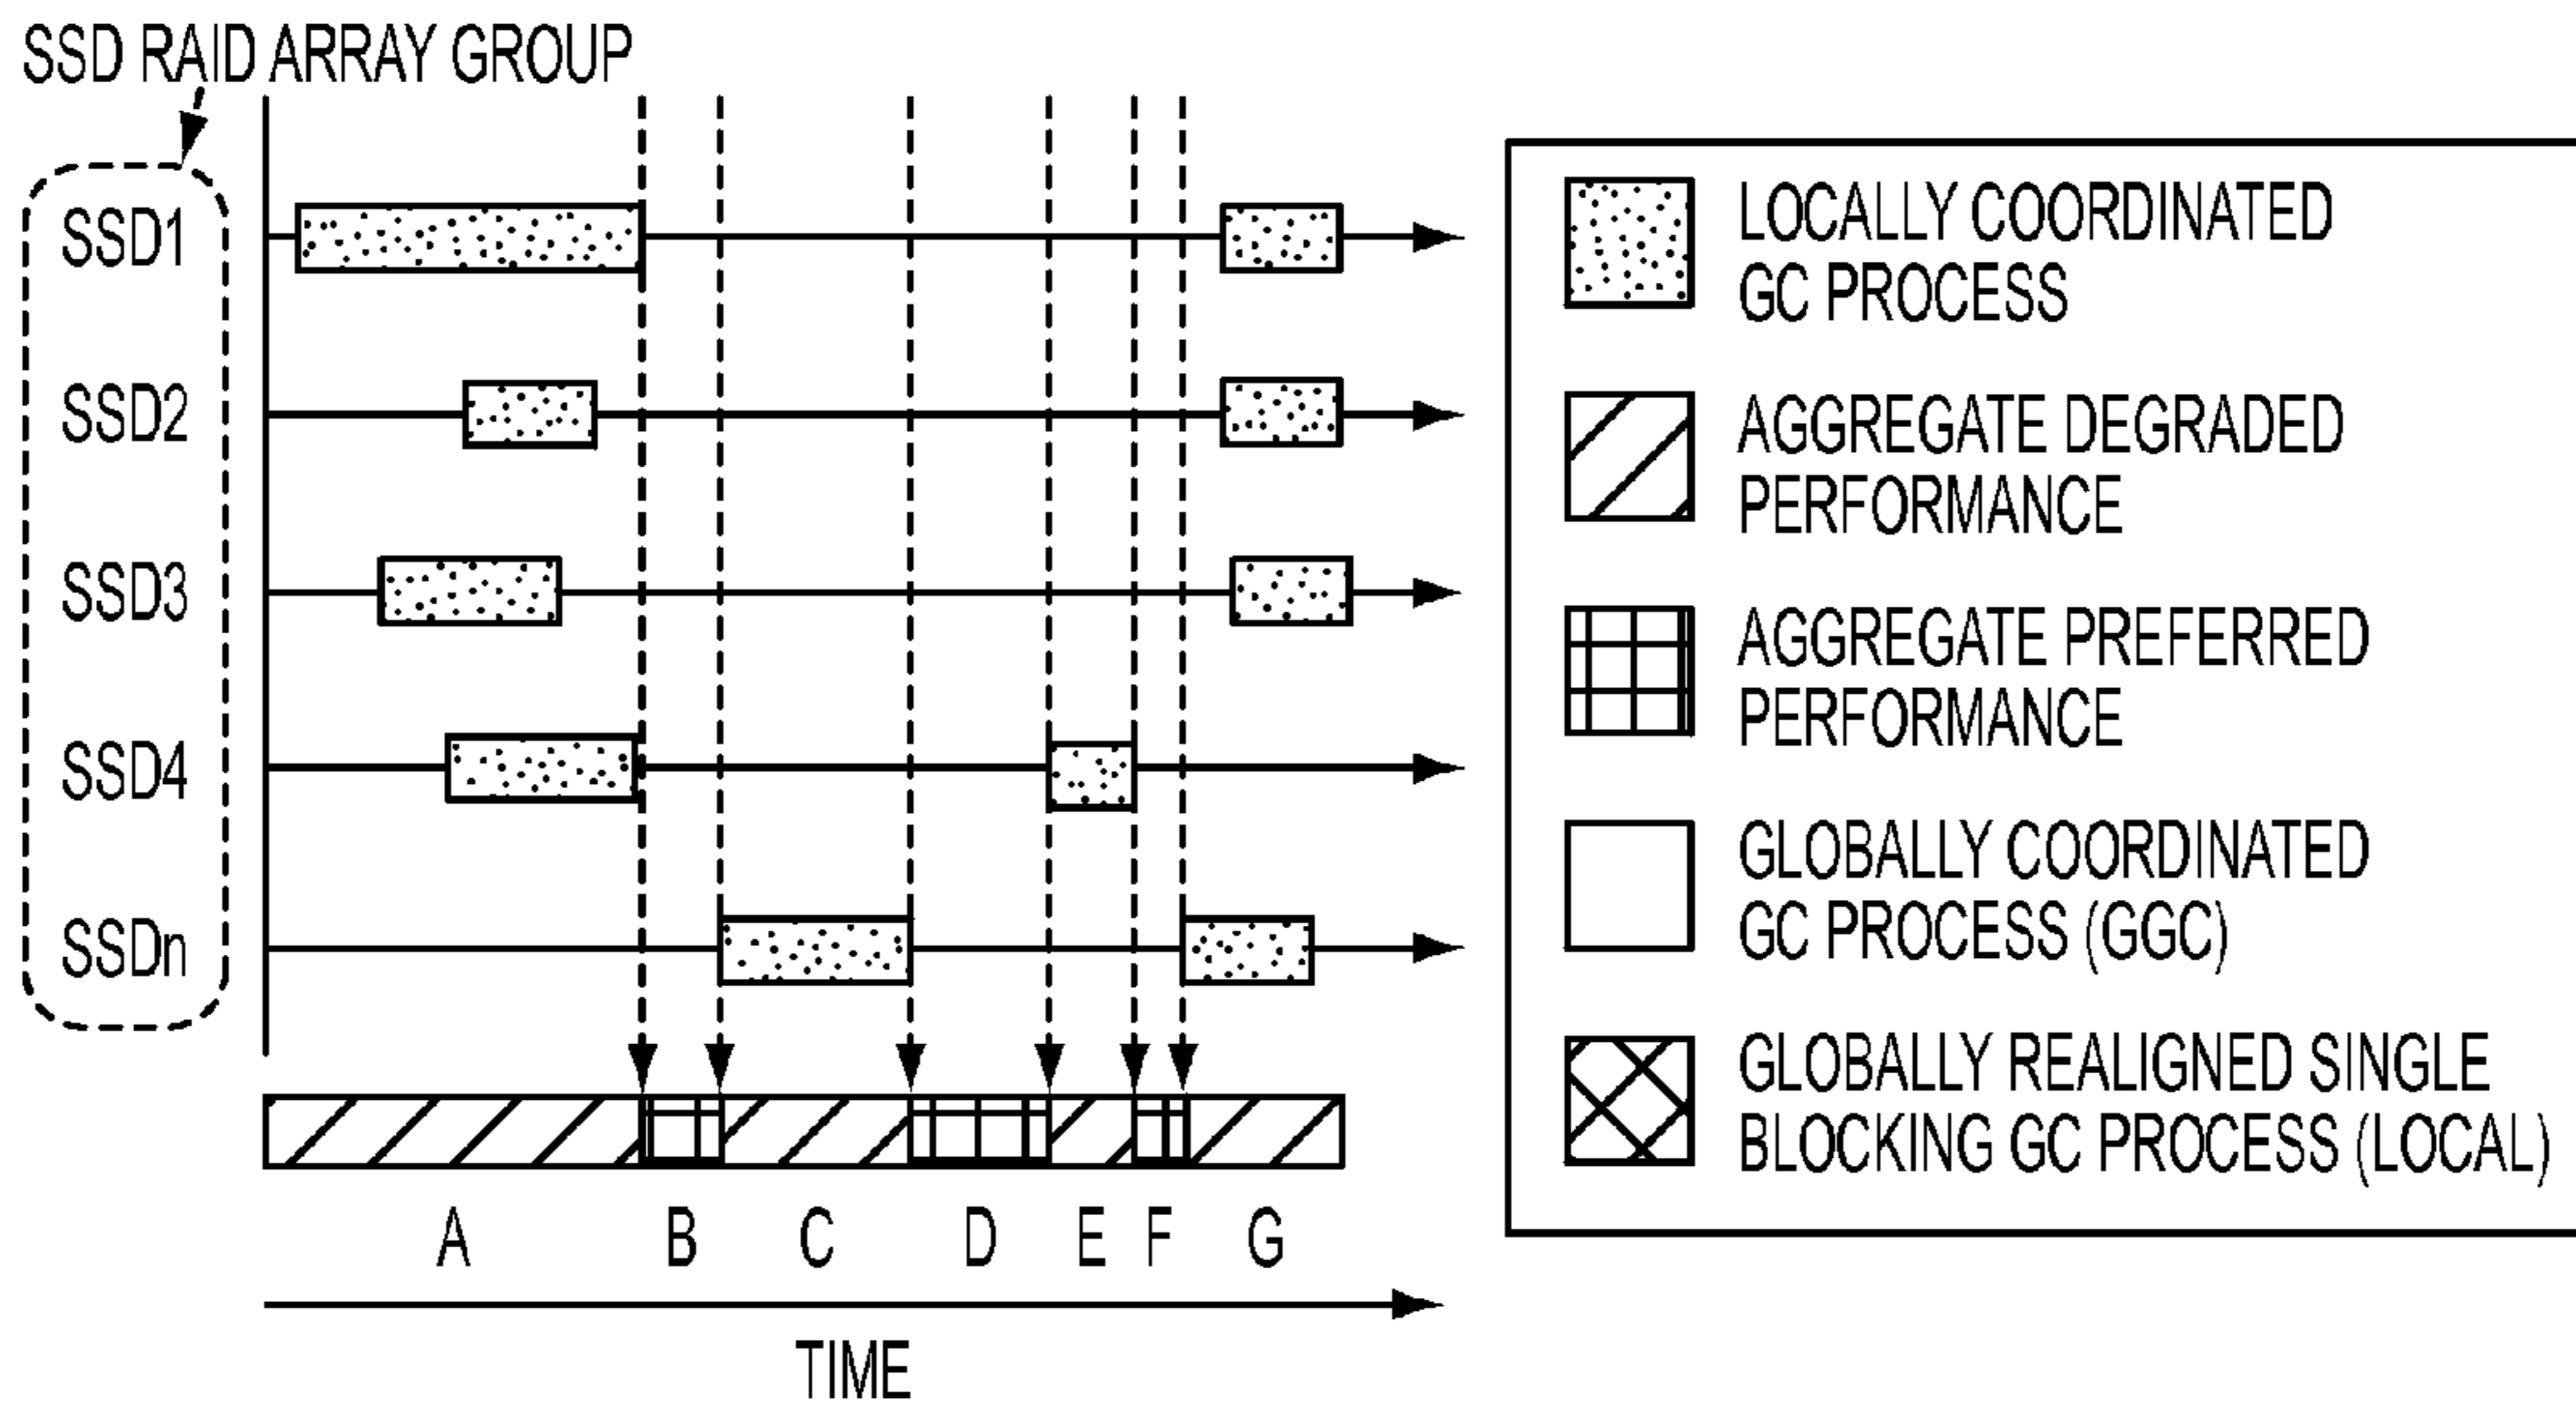 SSD RAID ARRAY GROUP
SSD1
SSD2
SSD3
SSD4
SSDn
A B C D E F G
TIME
LOCALLY COORDINATED
GC PROCESS
AGGREGATE DEGRADED
PERFORMANCE
AGGREGATE PREFERRED
PERFORMANCE
GLOBALLY COORDINATED
GC PROCESS (GGC)
GLOBALLY REALIGNED SINGLE
BLOCKING GC PROCESS (LOCAL)